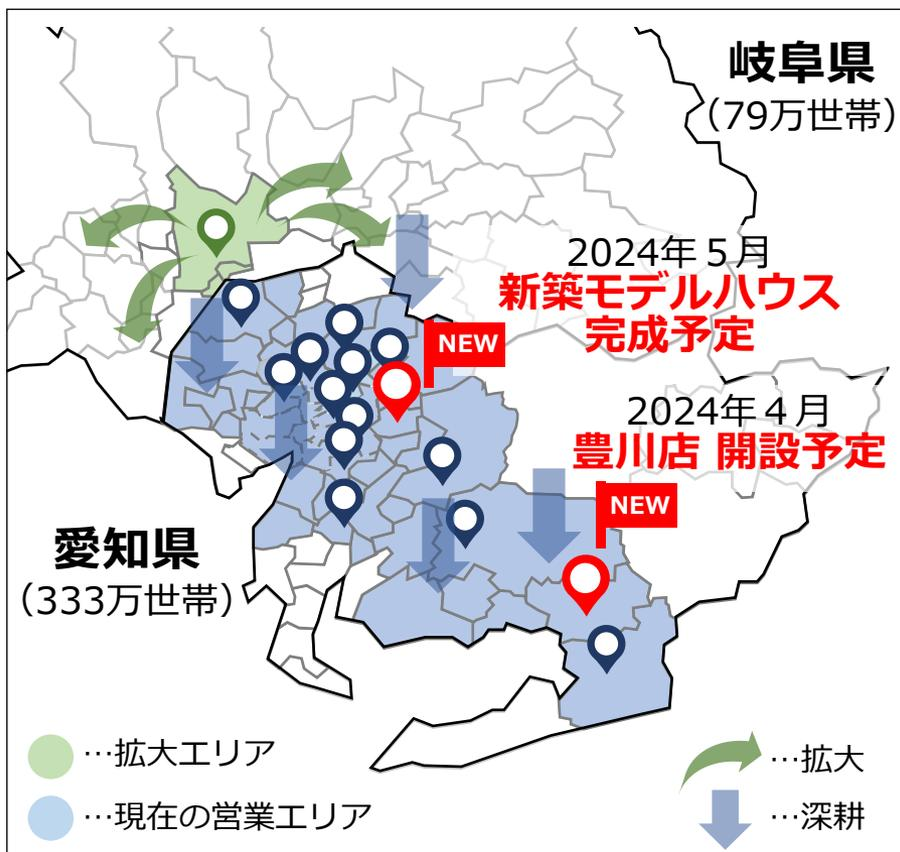 岐阜県
（79万世帯）
2024年５月
新築モデルハウス
完成予定
NEW
2024年４月
豊川店 開設予定
NEW
愛知県
（333万世帯）
…拡大エリア
…現在の営業エリア
…拡大
…深耕